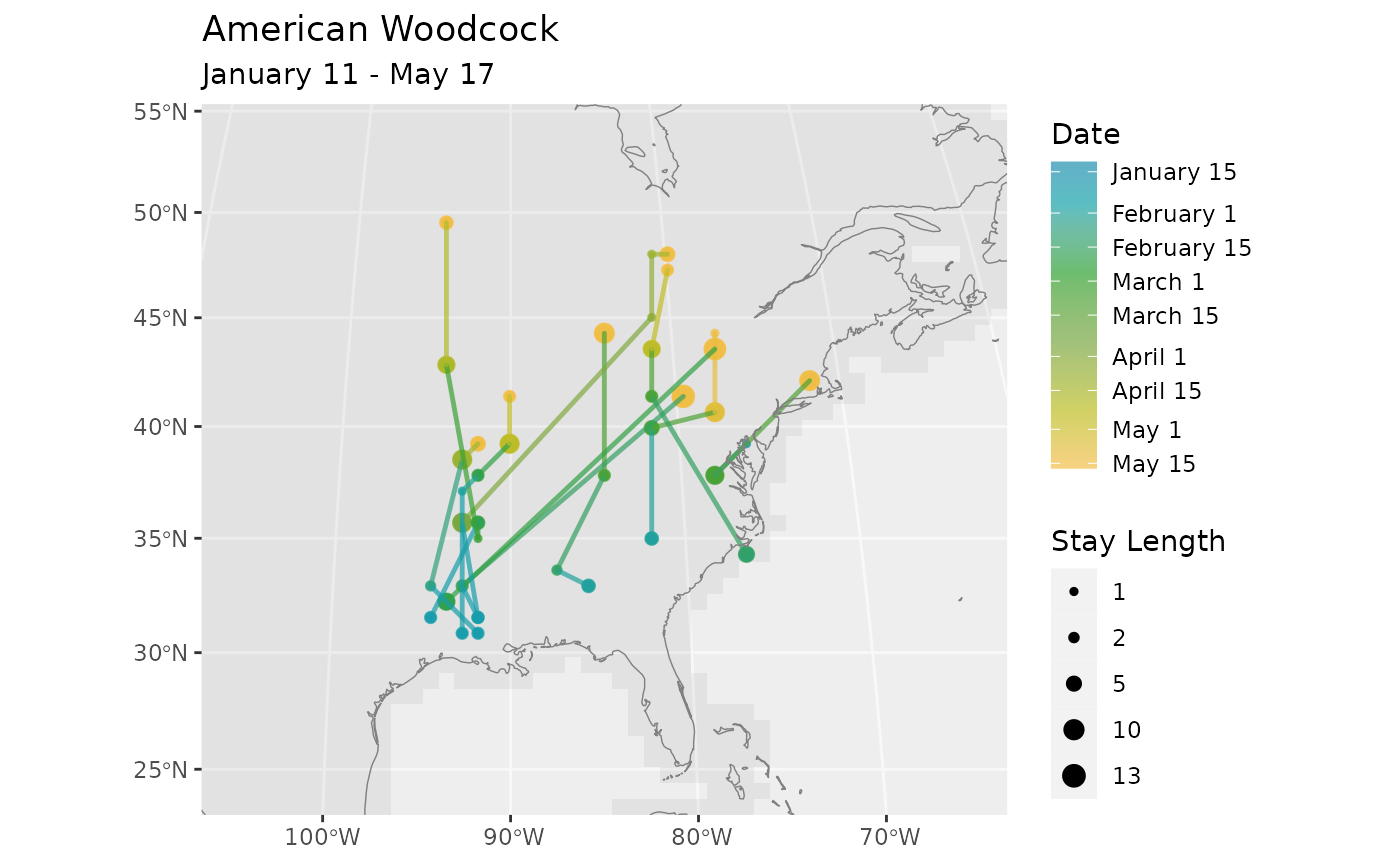 American Woodcock
January 11 - May 17
55°N
50°N
45°N
40°N
35°N
30°N
25°N
100°W
90°W
80°W
70°W
Date
January 15
February 1
February 15
March 1
March 15
April 1
April 15
May 1
May 15
Stay Length
1
2
5
10
13